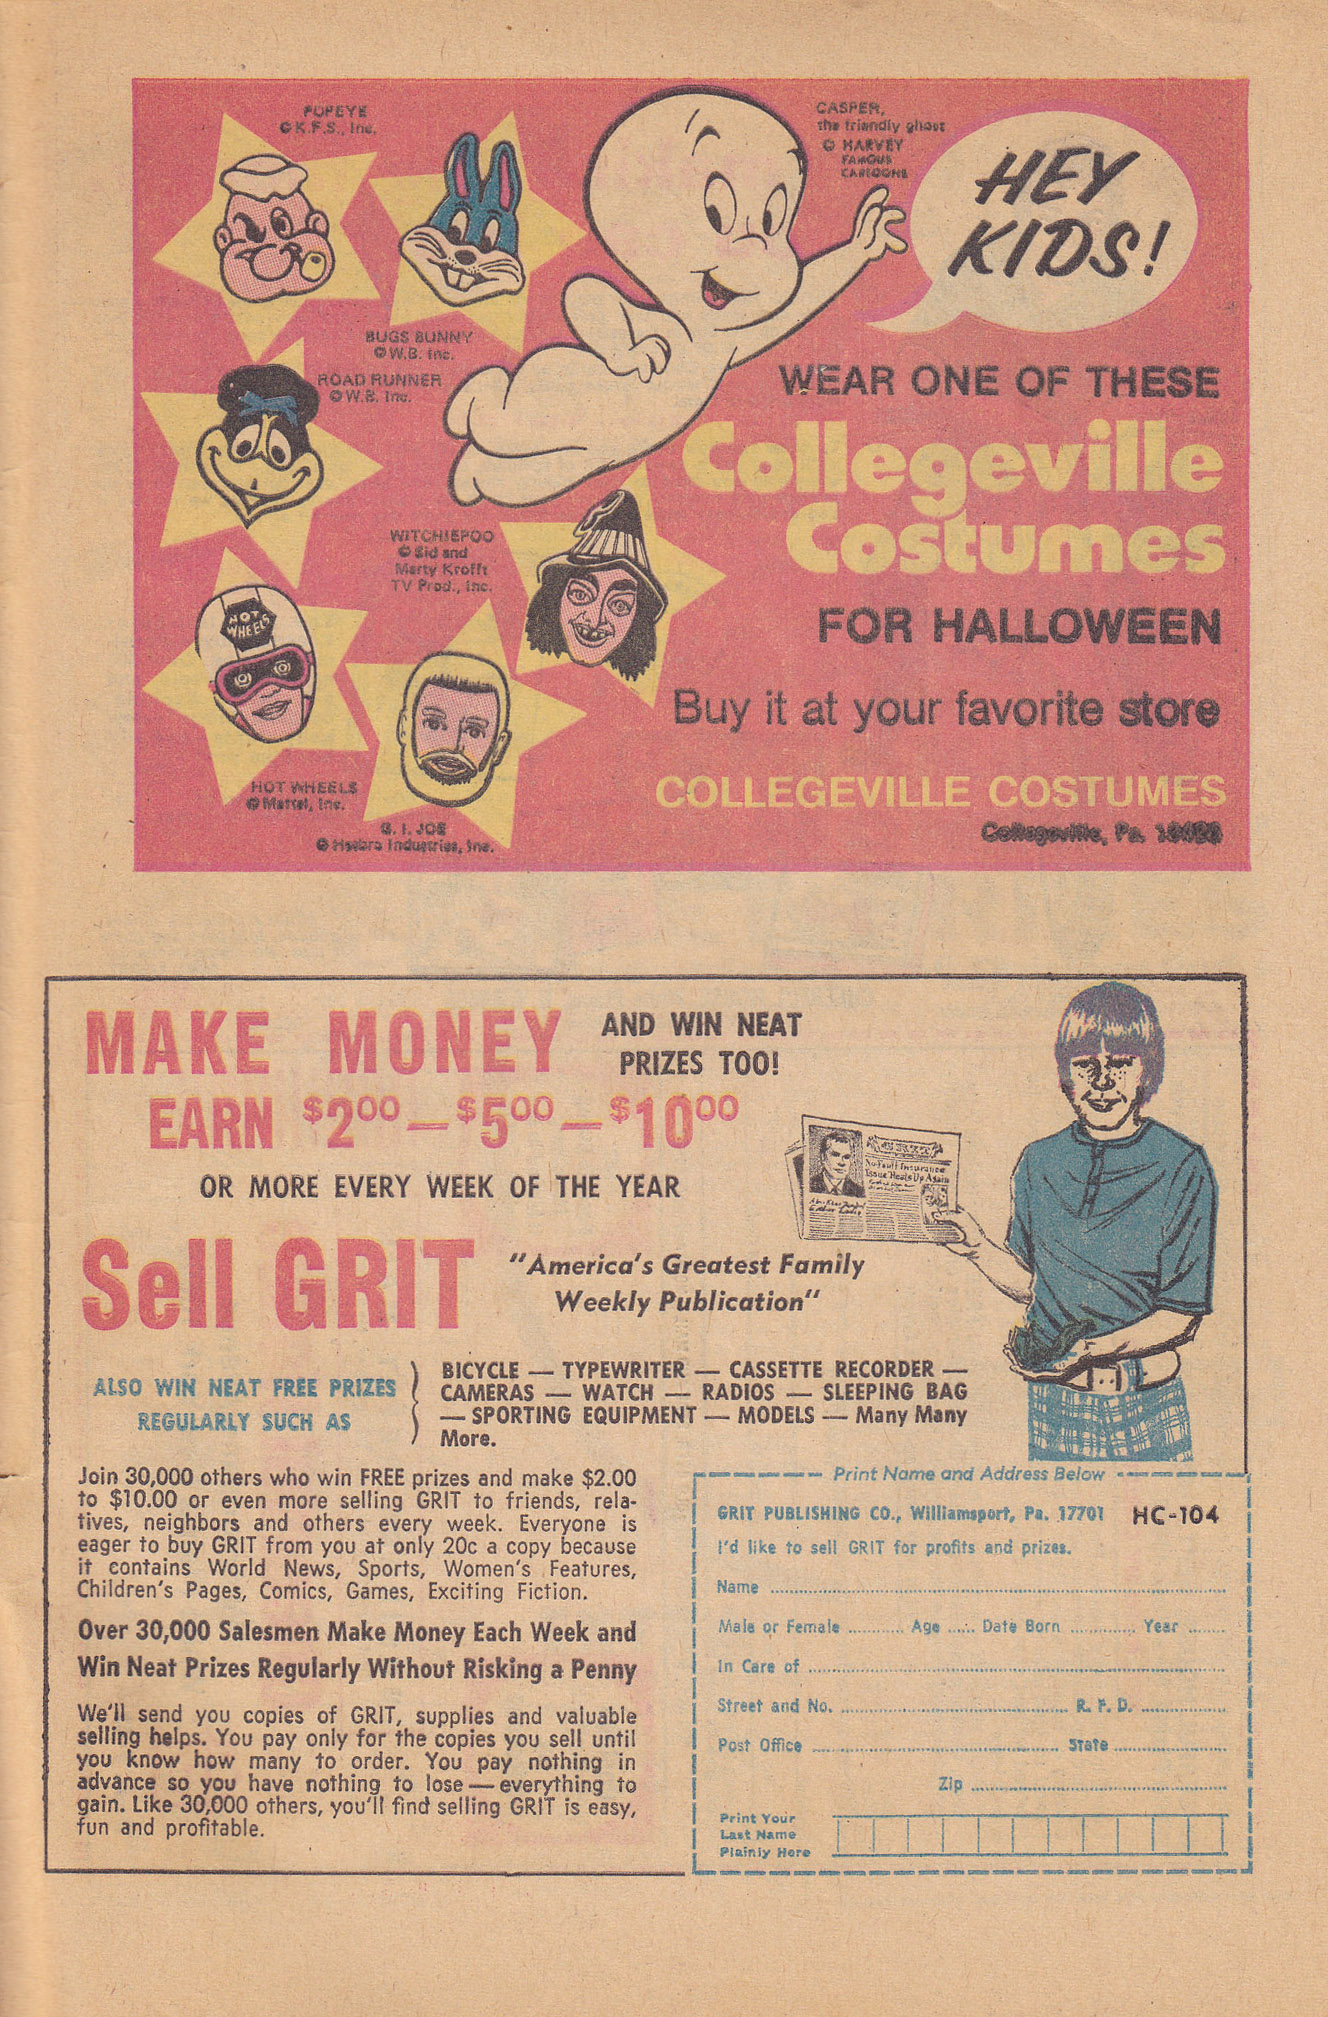 POPEYE
© K.F.S., Inc.
CASPER,
the friendly ghost
© HARVEY
FAMOUS
CARTOONS
HEY
KIDS!
BUGS BUNNY
© W.B. Inc.
ROAD RUNNER
© W.B. Inc.
WEAR ONE OF THESE
Collegeville
Costumes
WITCHIEPOO
© Sid and
Marty Krofft
TV Prod., Inc.
FOR HALLOWEEN
HOT
WHEELS
Buy it at your favorite store
HOT WHEELS
© Mattel, Inc.
COLLEGEVILLE COSTUMES
G. I. JOE
© Hasbro Industries, Inc.
Collegeville, Pa.
MAKE MONEY
AND WIN NEAT
PRIZES TOO!
EARN $2.00—$5.00—$10.00
OR MORE EVERY WEEK OF THE YEAR
GRIT
No-Fault Insurance
Issue Heats Up Again
Sell GRIT
"America's Greatest Family
Weekly Publication"
ALSO WIN NEAT FREE PRIZES
REGULARLY SUCH AS
BICYCLE — TYPEWRITER — CASSETTE RECORDER —
CAMERAS — WATCH — RADIOS — SLEEPING BAG
— SPORTING EQUIPMENT — MODELS — Many Many
More.
Join 30,000 others who win FREE prizes and make $2.00
to $10.00 or even more selling GRIT to friends, rela-
tives, neighbors and others every week. Everyone is
eager to buy GRIT from you at only 20c a copy because
it contains World News, Sports, Women's Features,
Children's Pages, Comics, Games, Exciting Fiction.
Over 30,000 Salesmen Make Money Each Week and
Win Neat Prizes Regularly Without Risking a Penny
We'll send you copies of GRIT, supplies and valuable
selling helps. You pay only for the copies you sell until
you know how many to order. You pay nothing in
advance so you have nothing to lose — everything to
gain. Like 30,000 others, you'll find selling GRIT is easy,
fun and profitable.
Print Name and Address Below
GRIT PUBLISHING CO., Williamsport, Pa. 17701 HC-104
I'd like to sell GRIT for profits and prizes.
Name
Male or Female Age Date Born Year
In Care of
Street and No. R. F. D.
Post Office State
Zip
Print Your
Last Name
Plainly Here